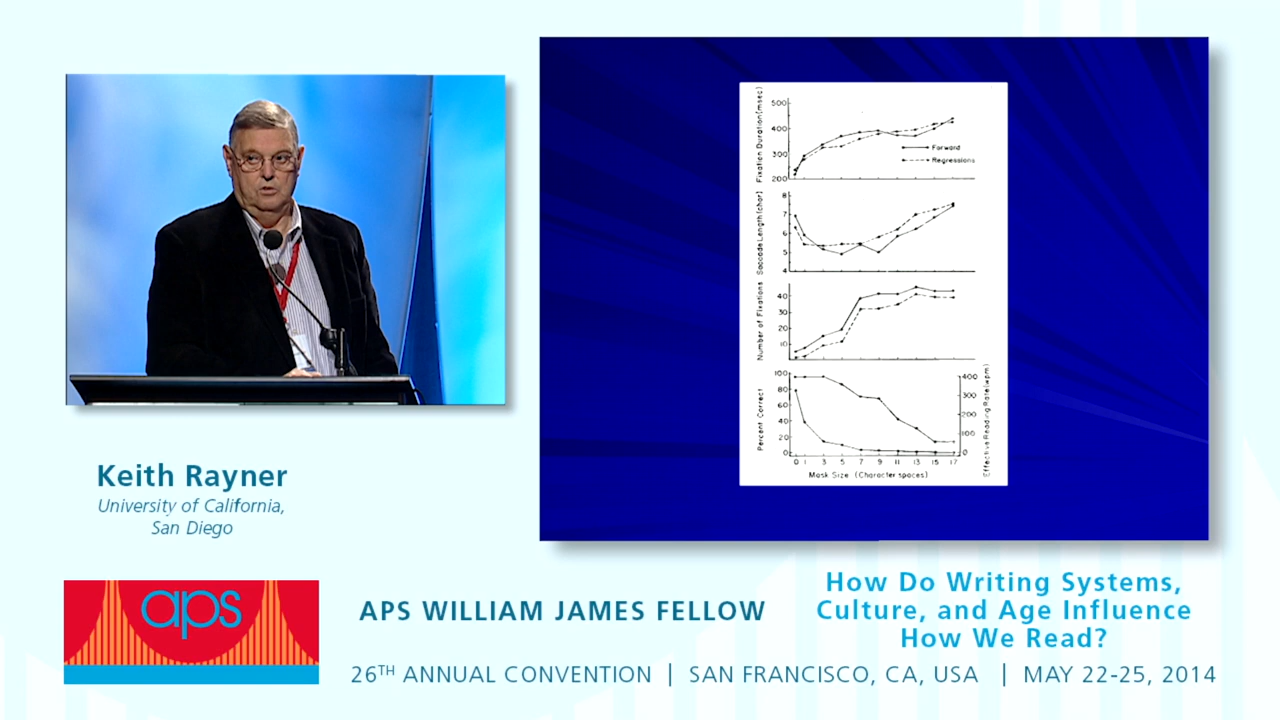 Keith Rayner
University of California,
San Diego
500
400
300
200
Fixation Duration (msec)
Forward
Regressions
8
7
6
5
4
Saccade Length (char)
40
30
20
10
Number of Fixations
100
80
60
40
20
0
Percent Correct
400
300
200
100
0
Effective Reading Rate (wpm)
0 1 3 5 7 9 11 13 15 17
Mask Size (Character spaces)
aps
APS WILLIAM JAMES FELLOW
How Do Writing Systems,
Culture, and Age Influence
How We Read?
26TH ANNUAL CONVENTION | SAN FRANCISCO, CA, USA | MAY 22-25, 2014